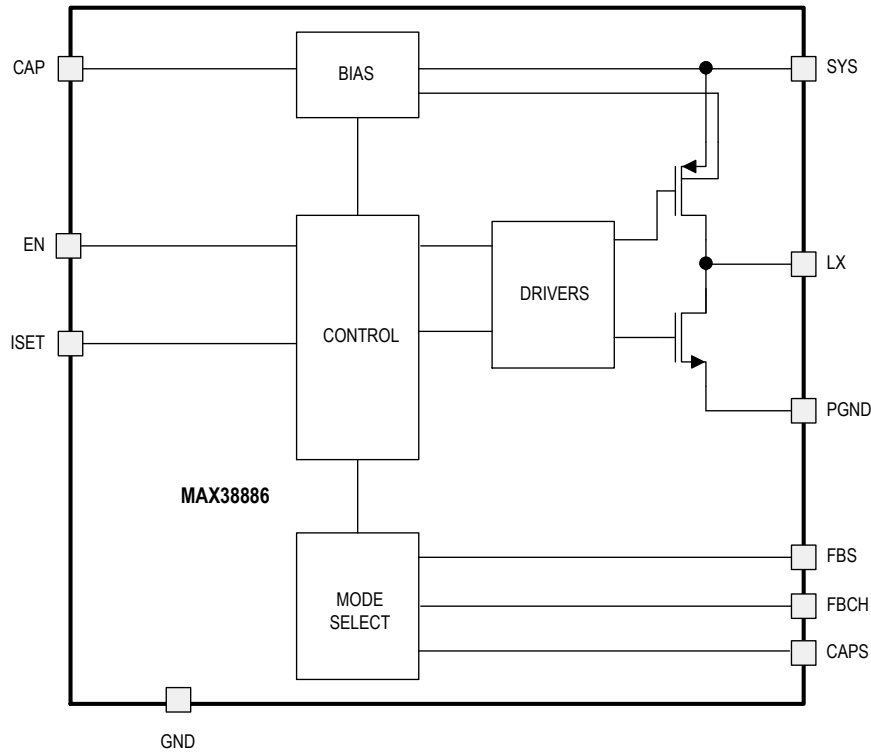 CAP
BIAS
SYS
EN
LX
DRIVERS
ISET
CONTROL
PGND
MAX38886
FBS
MODE
SELECT
FBCH
CAPS
GND